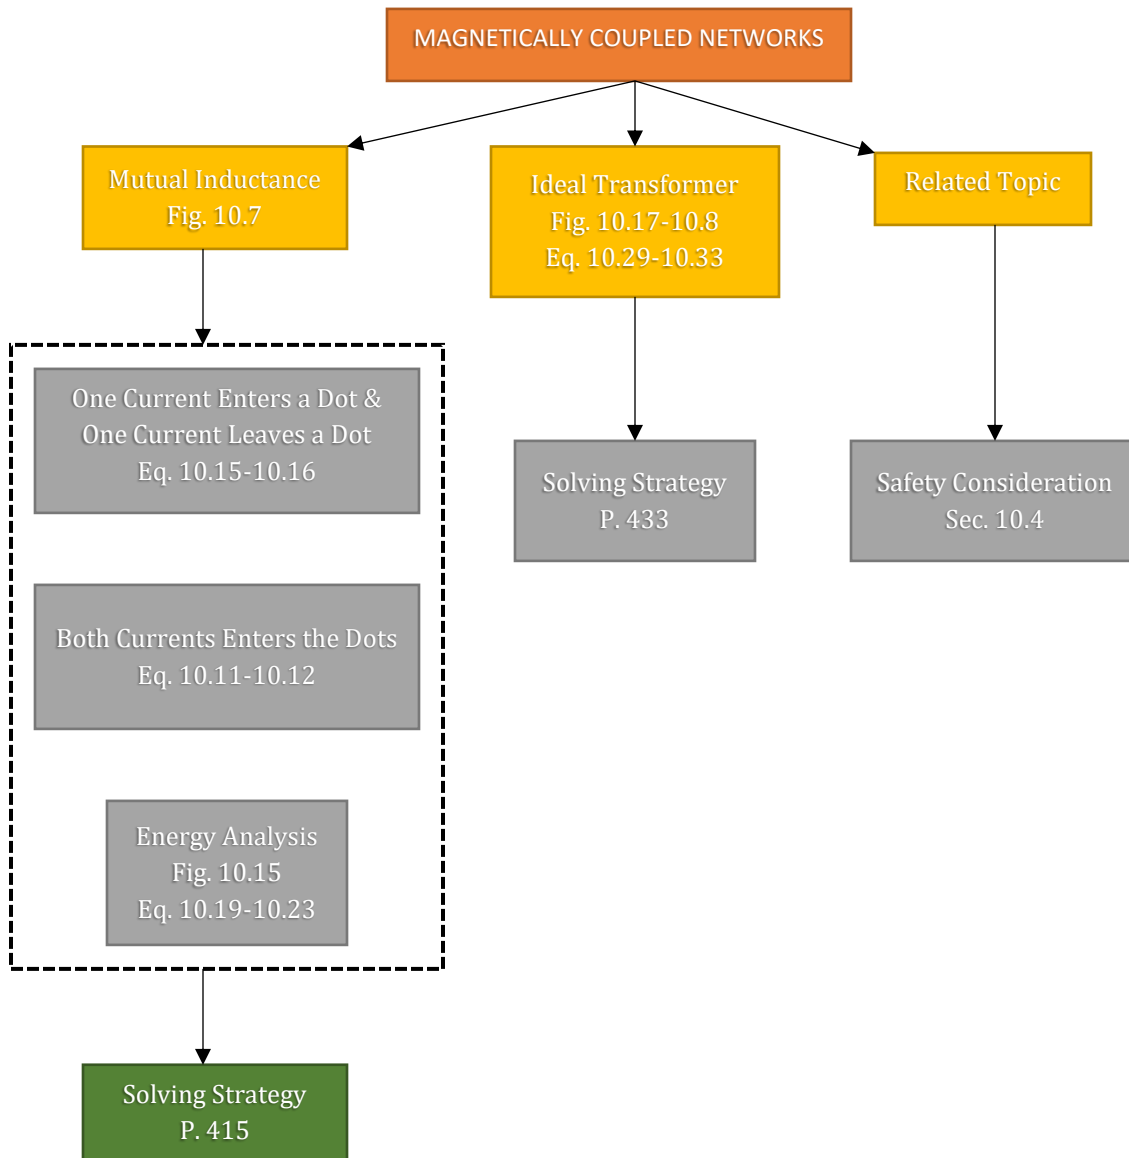 MAGNETICALLY COUPLED NETWORKS
Mutual Inductance
Fig. 10.7
Ideal Transformer
Fig. 10.17-10.8
Eq. 10.29-10.33
Related Topic
One Current Enters a Dot &
One Current Leaves a Dot
Eq. 10.15-10.16
Solving Strategy
P. 433
Safety Consideration
Sec. 10.4
Both Currents Enters the Dots
Eq. 10.11-10.12
Energy Analysis
Fig. 10.15
Eq. 10.19-10.23
Solving Strategy
P. 415